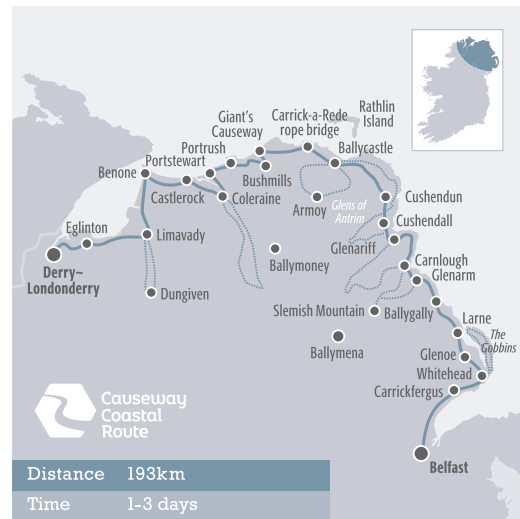 Rathlin
Island
Giant's
Causeway
Carrick-a-Rede
rope bridge
Portrush
Ballycastle
Portstewart
Benone
Bushmills
Castlerock
Coleraine
Armoy
Glens of
Antrim
Cushendun
Cushendall
Eglinton
Limavady
Glenariff
Derry~
Londonderry
Ballymoney
Carnlough
Glenarm
Dungiven
Slemish Mountain
Ballygally
Larne
The
Gobbins
Ballymena
Glenoe
Whitehead
Carrickfergus
Causeway
Coastal
Route
Belfast
Distance 193km
Time 1-3 days